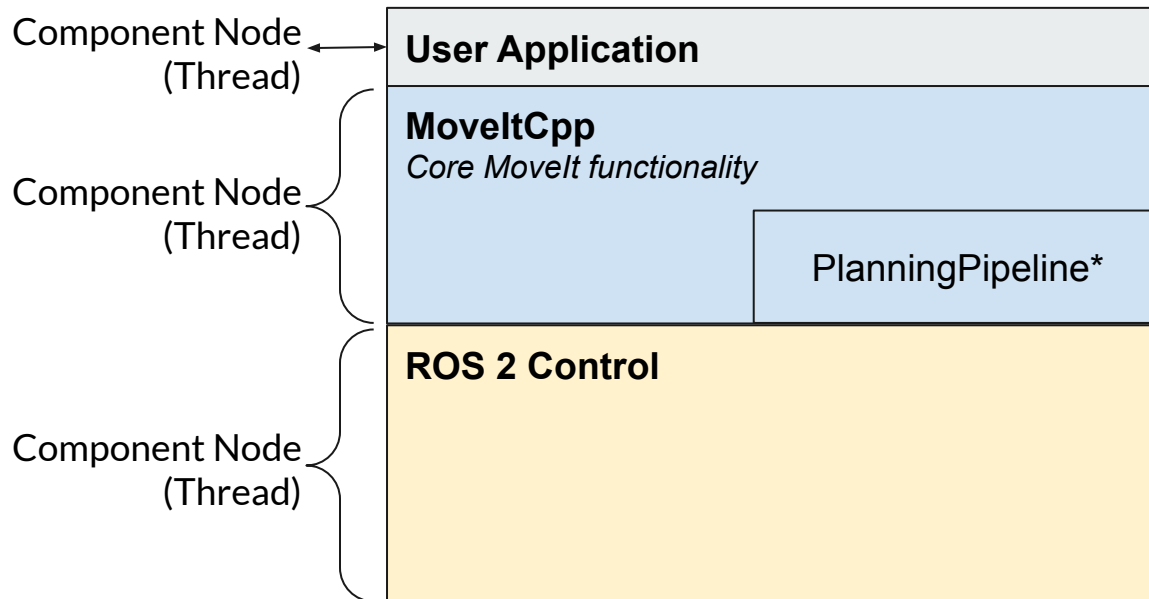 Component Node
(Thread)
User Application
Component Node
(Thread)
MoveItCpp
Core MoveIt functionality
PlanningPipeline*
Component Node
(Thread)
ROS 2 Control